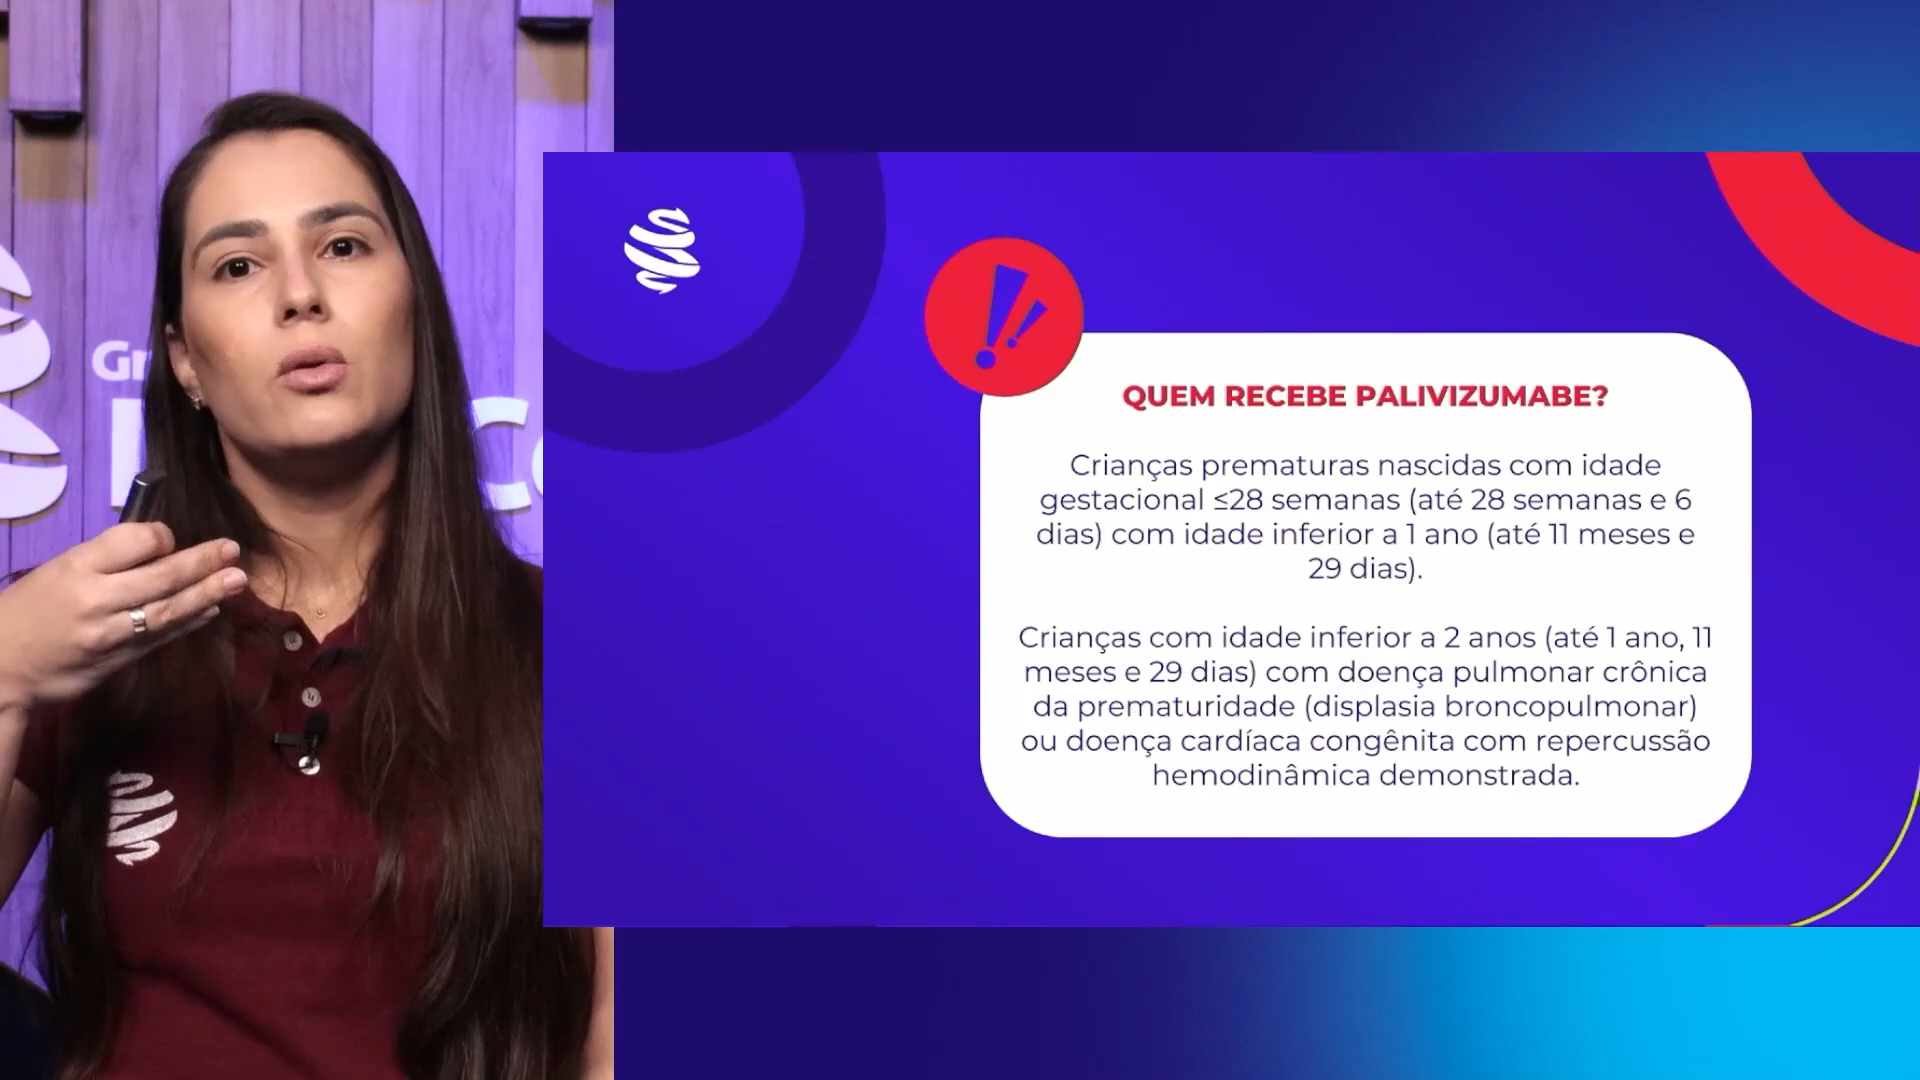 QUEM RECEBE PALIVIZUMABE?
Crianças prematuras nascidas com idade
gestacional ≤28 semanas (até 28 semanas e 6
dias) com idade inferior a 1 ano (até 11 meses e
29 dias).
Crianças com idade inferior a 2 anos (até 1 ano, 11
meses e 29 dias) com doença pulmonar crônica
da prematuridade (displasia broncopulmonar)
ou doença cardíaca congênita com repercussão
hemodinâmica demonstrada.